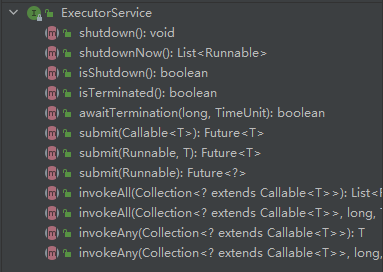 ExecutorService
shutdown(): void
shutdownNow(): List<Runnable>
isShutdown(): boolean
isTerminated(): boolean
awaitTermination(long, TimeUnit): boolean
submit(Callable<T>): Future<T>
submit(Runnable, T): Future<T>
submit(Runnable): Future<?>
invokeAll(Collection<? extends Callable<T>>): List<F
invokeAll(Collection<? extends Callable<T>>, long, T
invokeAny(Collection<? extends Callable<T>>): T
invokeAny(Collection<? extends Callable<T>>, long,